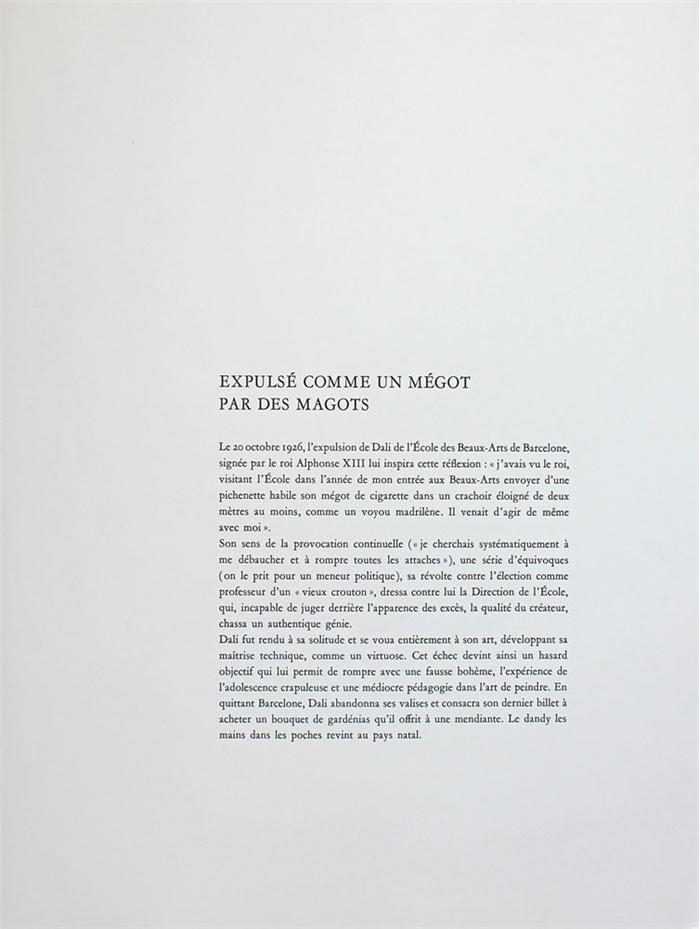 EXPULSÉ COMME UN MÉGOT
PAR DES MAGOTS
Le 20 octobre 1926, l'expulsion de Dali de l'École des Beaux-Arts de Barcelone,
signée par le roi Alphonse XIII lui inspira cette réflexion : « j'avais vu le roi,
visitant l'École dans l'année de mon entrée aux Beaux-Arts envoyer d'une
pichenette habile son mégot de cigarette dans un crachoir éloigné de deux
mètres au moins, comme un voyou madrilène. Il venait d'agir de même
avec moi ».
Son sens de la provocation continuelle (« je cherchais systématiquement à
me débaucher et à rompre toutes les attaches »), une série d'équivoques
(on le prit pour un meneur politique), sa révolte contre l'élection comme
professeur d'un « vieux crouton », dressa contre lui la Direction de l'École,
qui, incapable de juger derrière l'apparence des excès, la qualité du créateur,
chassa un authentique génie.
Dali fut rendu à sa solitude et se voua entièrement à son art, développant sa
maîtrise technique, comme un virtuose. Cet échec devint ainsi un hasard
objectif qui lui permit de rompre avec une fausse bohème, l'expérience de
l'adolescence crapuleuse et une médiocre pédagogie dans l'art de peindre. En
quittant Barcelone, Dali abandonna ses valises et consacra son dernier billet à
acheter un bouquet de gardénias qu'il offrit à une mendiante. Le dandy les
mains dans les poches revint au pays natal.